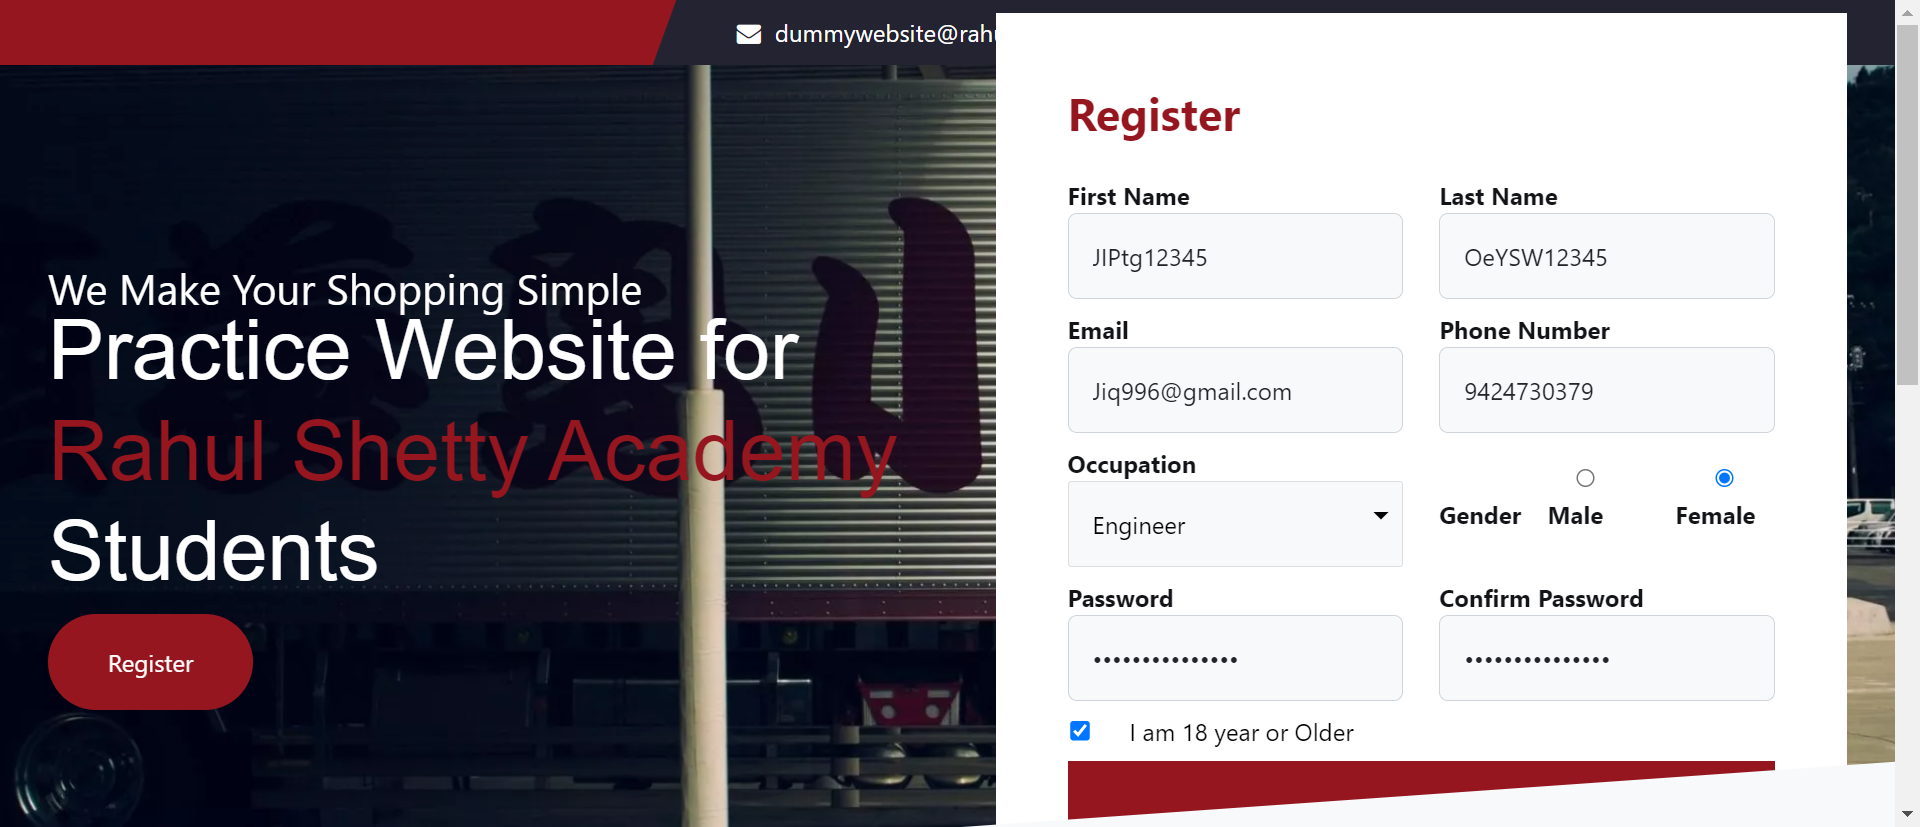 dummywebsite@rahu
We Make Your Shopping Simple
Practice Website for
Rahul Shetty Academy
Students
Register
Register
First Name
Last Name
JIPtg12345
OeYSW12345
Email
Phone Number
Jiq996@gmail.com
9424730379
Occupation
Engineer
Gender
Male
Female
Password
Confirm Password
•••••••••••••••
•••••••••••••••
I am 18 year or Older